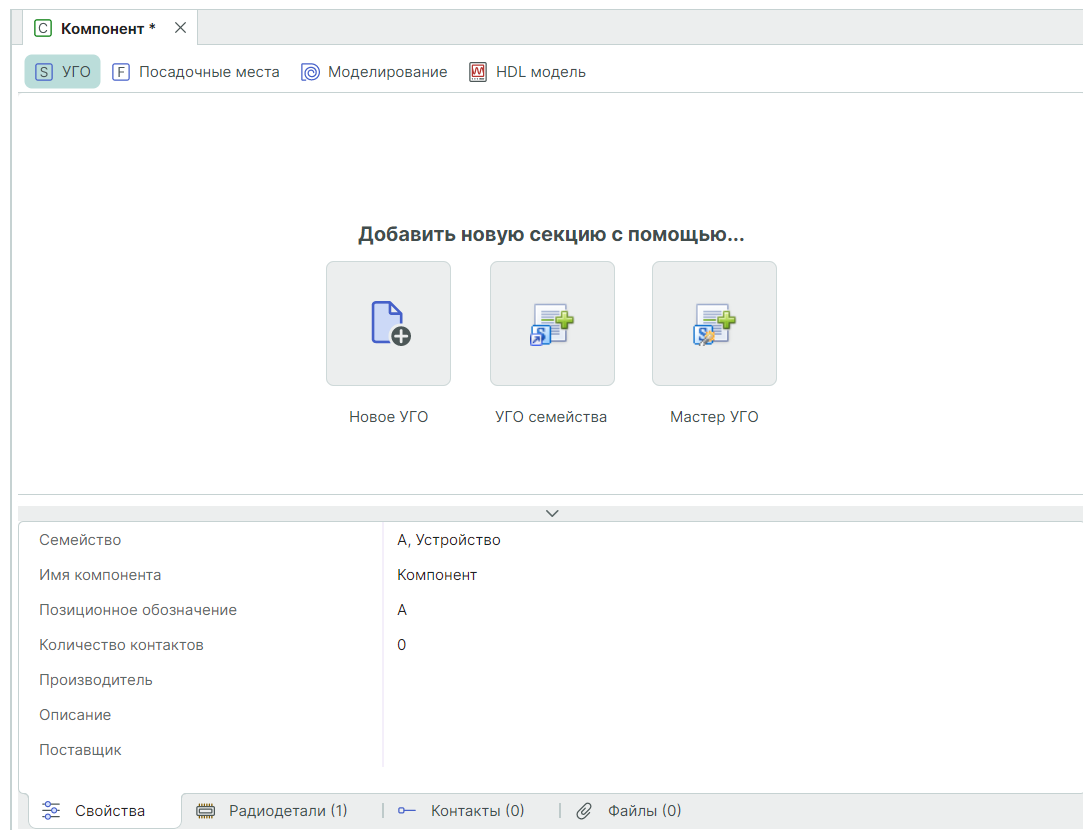 Компонент *
УГО Посадочные места Моделирование HDL модель
Добавить новую секцию с помощью...
Новое УГО УГО семейства Мастер УГО
Семейство А, Устройство
Имя компонента Компонент
Позиционное обозначение А
Количество контактов 0
Производитель
Описание
Поставщик
Свойства Радиодетали (1) Контакты (0) Файлы (0)